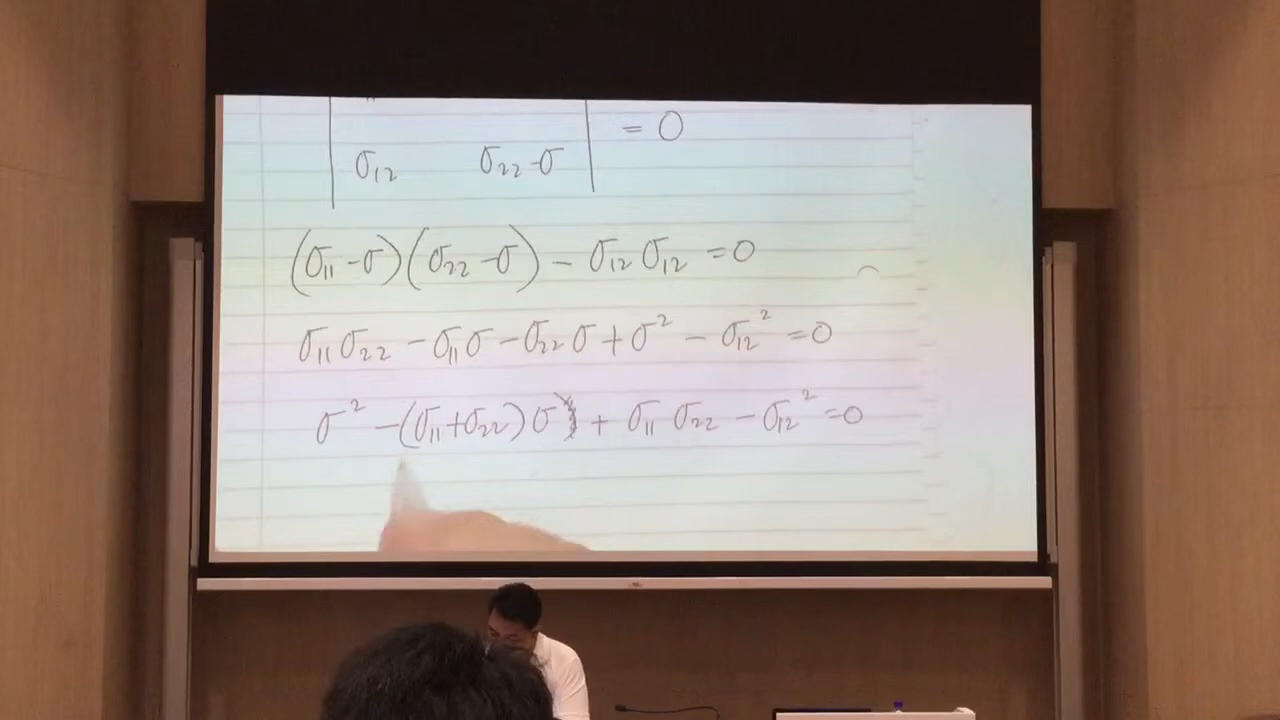 = 0
σ₁₂ σ₂₂ -σ
(σ₁₁ -σ)(σ₂₂ -σ) - σ₁₂ σ₁₂ = 0
σ₁₁ σ₂₂ - σ₁₁ σ - σ₂₂ σ + σ² - σ₁₂² = 0
σ² - (σ₁₁+σ₂₂) σ + σ₁₁ σ₂₂ - σ₁₂² = 0